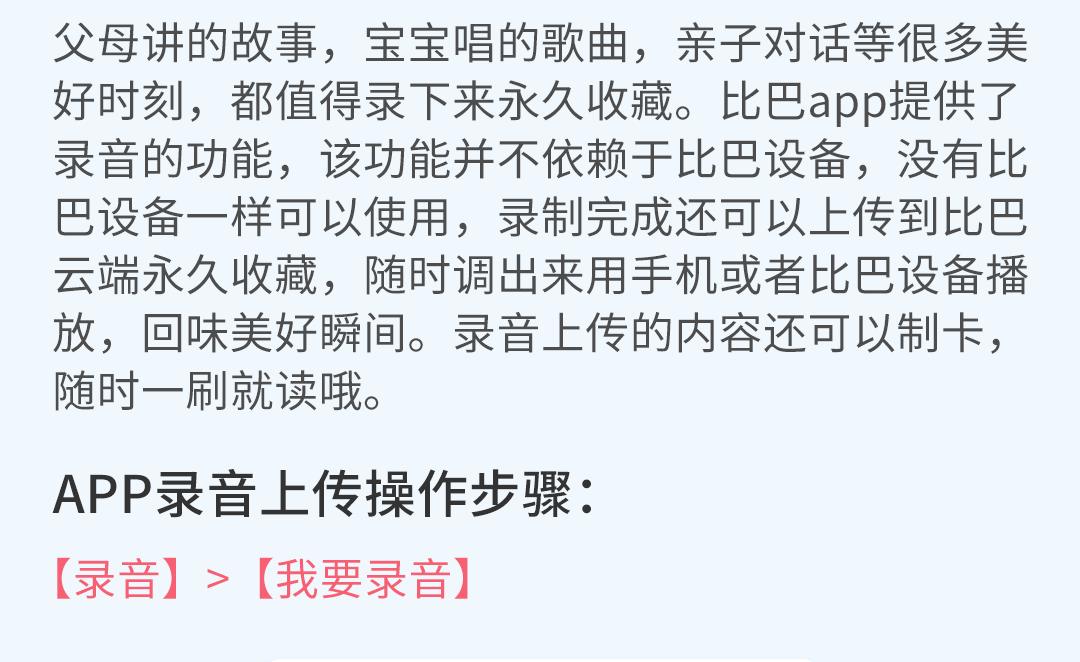 父母讲的故事，宝宝唱的歌曲，亲子对话等很多美
好时刻，都值得录下来永久收藏。比巴app提供了
录音的功能，该功能并不依赖于比巴设备，没有比
巴设备一样可以使用，录制完成还可以上传到比巴
云端永久收藏，随时调出来用手机或者比巴设备播
放，回味美好瞬间。录音上传的内容还可以制卡，
随时一刷就读哦。
APP录音上传操作步骤：
【录音】>【我要录音】